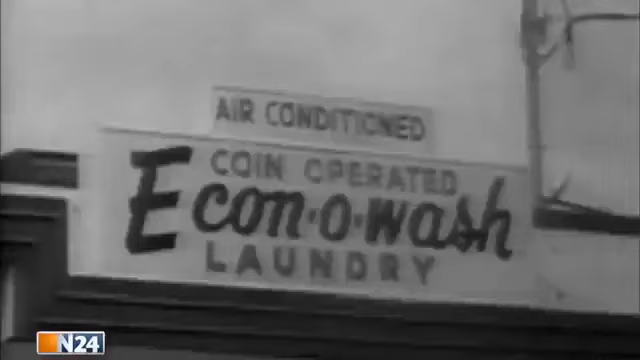 AIR CONDITIONED
COIN OPERATED
Econ·o·wash
LAUNDRY
N24